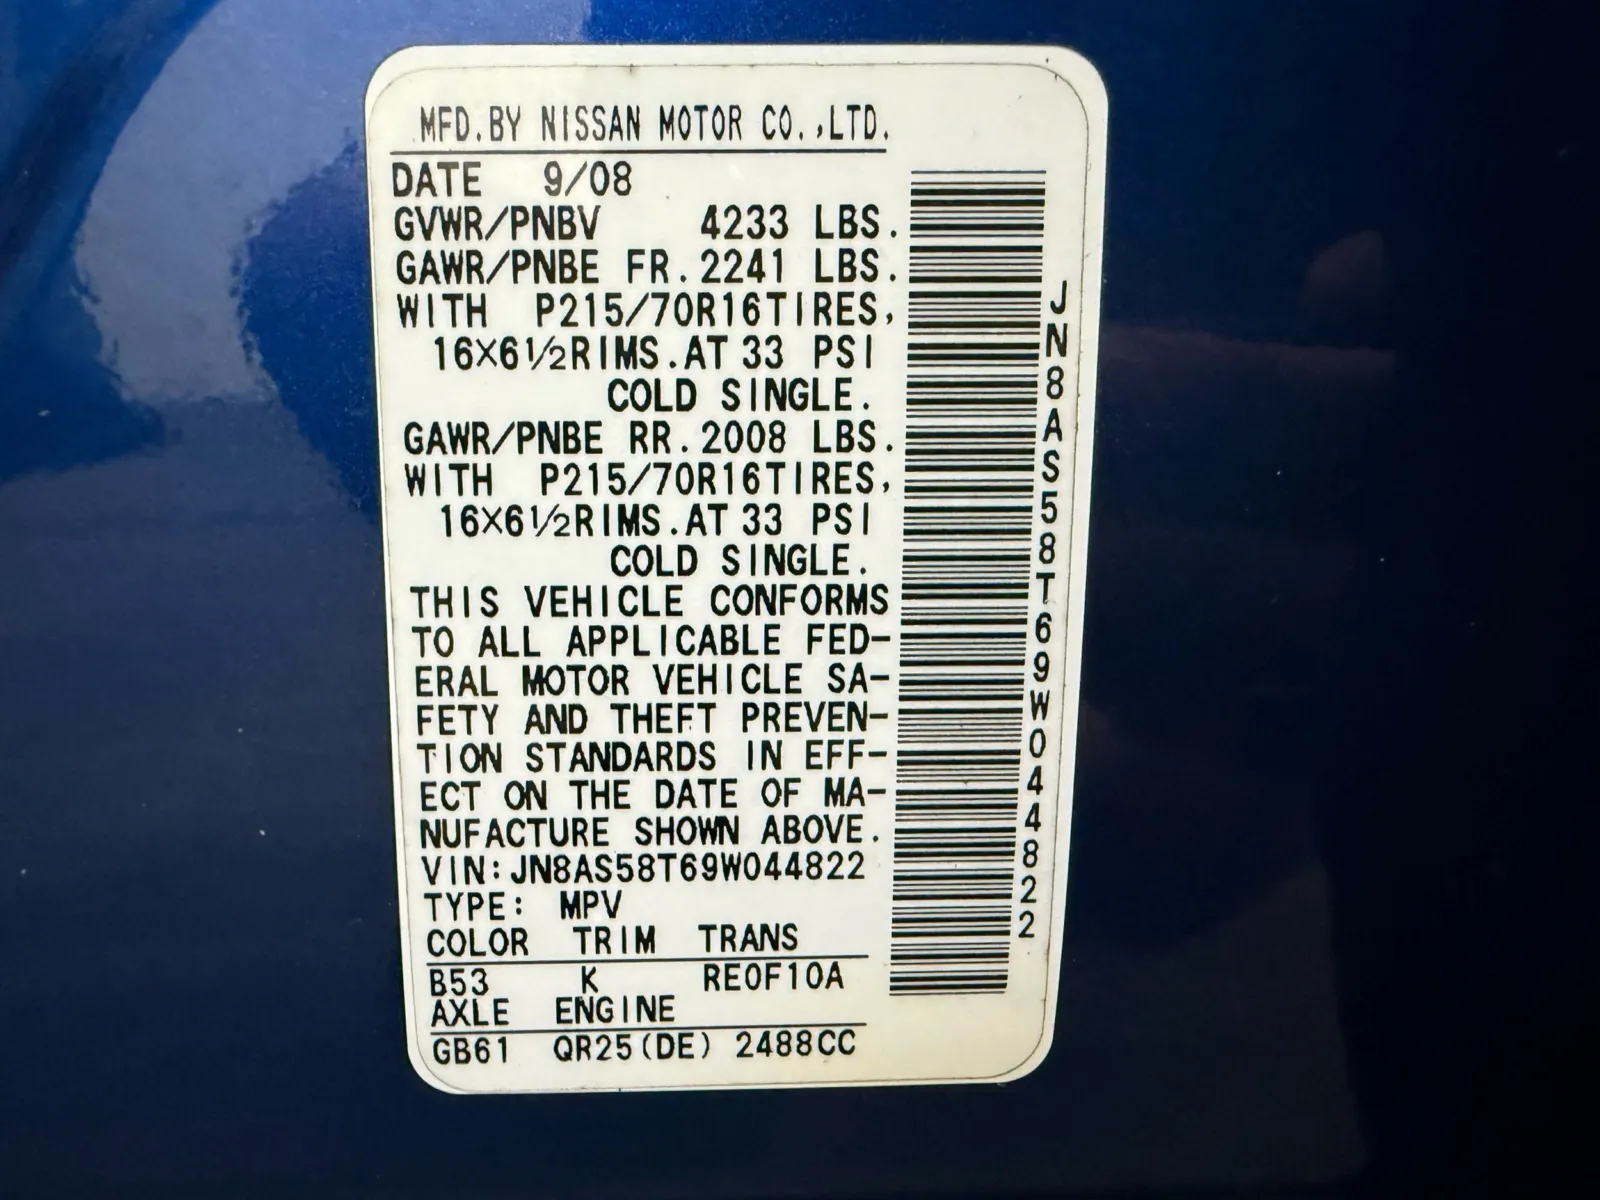 MFD.BY NISSAN MOTOR CO.,LTD.
DATE 9/08
GVWR/PNBV 4233 LBS.
GAWR/PNBE FR.2241 LBS.
WITH P215/70R16TIRES,
16X6½RIMS.AT 33 PSI
COLD SINGLE.
GAWR/PNBE RR.2008 LBS.
WITH P215/70R16TIRES,
16X6½RIMS.AT 33 PSI
COLD SINGLE.
THIS VEHICLE CONFORMS
TO ALL APPLICABLE FED-
ERAL MOTOR VEHICLE SA-
FETY AND THEFT PREVEN-
TION STANDARDS IN EFF-
ECT ON THE DATE OF MA-
NUFACTURE SHOWN ABOVE.
VIN:JN8AS58T69W044822
TYPE: MPV
COLOR TRIM TRANS
B53 K RE0F10A
AXLE ENGINE
GB61 QR25(DE) 2488CC
JN8AS58T69W044822